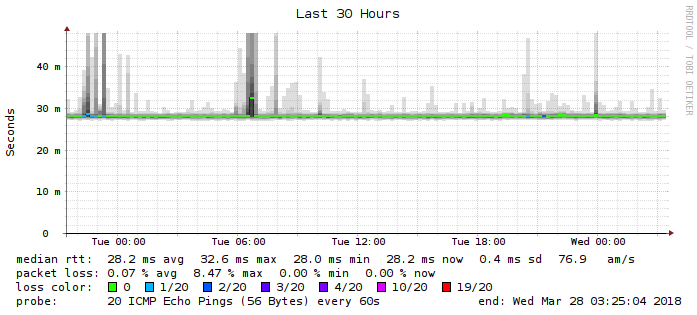 Last 30 Hours
RRDTOOL / TOBI OETIKER
Seconds
40 m
30 m
20 m
10 m
0
Tue 00:00 Tue 06:00 Tue 12:00 Tue 18:00 Wed 00:00
median rtt: 28.2 ms avg 32.6 ms max 28.0 ms min 28.2 ms now 0.4 ms sd 76.9 am/s
packet loss: 0.07 % avg 8.47 % max 0.00 % min 0.00 % now
loss color: 0 1/20 2/20 3/20 4/20 10/20 19/20
probe: 20 ICMP Echo Pings (56 Bytes) every 60s end: Wed Mar 28 03:25:04 2018